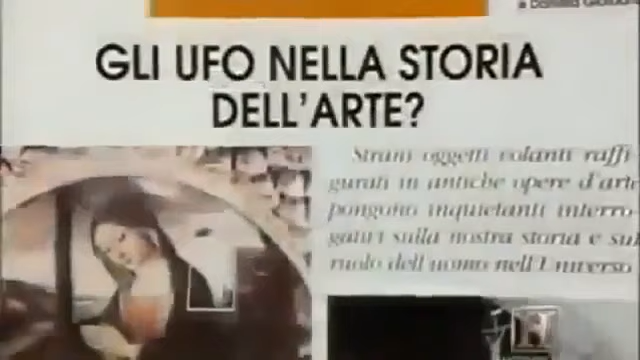 GLI UFO NELLA STORIA
DELL'ARTE?
Strani oggetti volanti raffi
gurati in antiche opere d'arte
pongono inquietanti interro
gativi sulla nostra storia e sul
ruolo dell'uomo nell'Universo
H